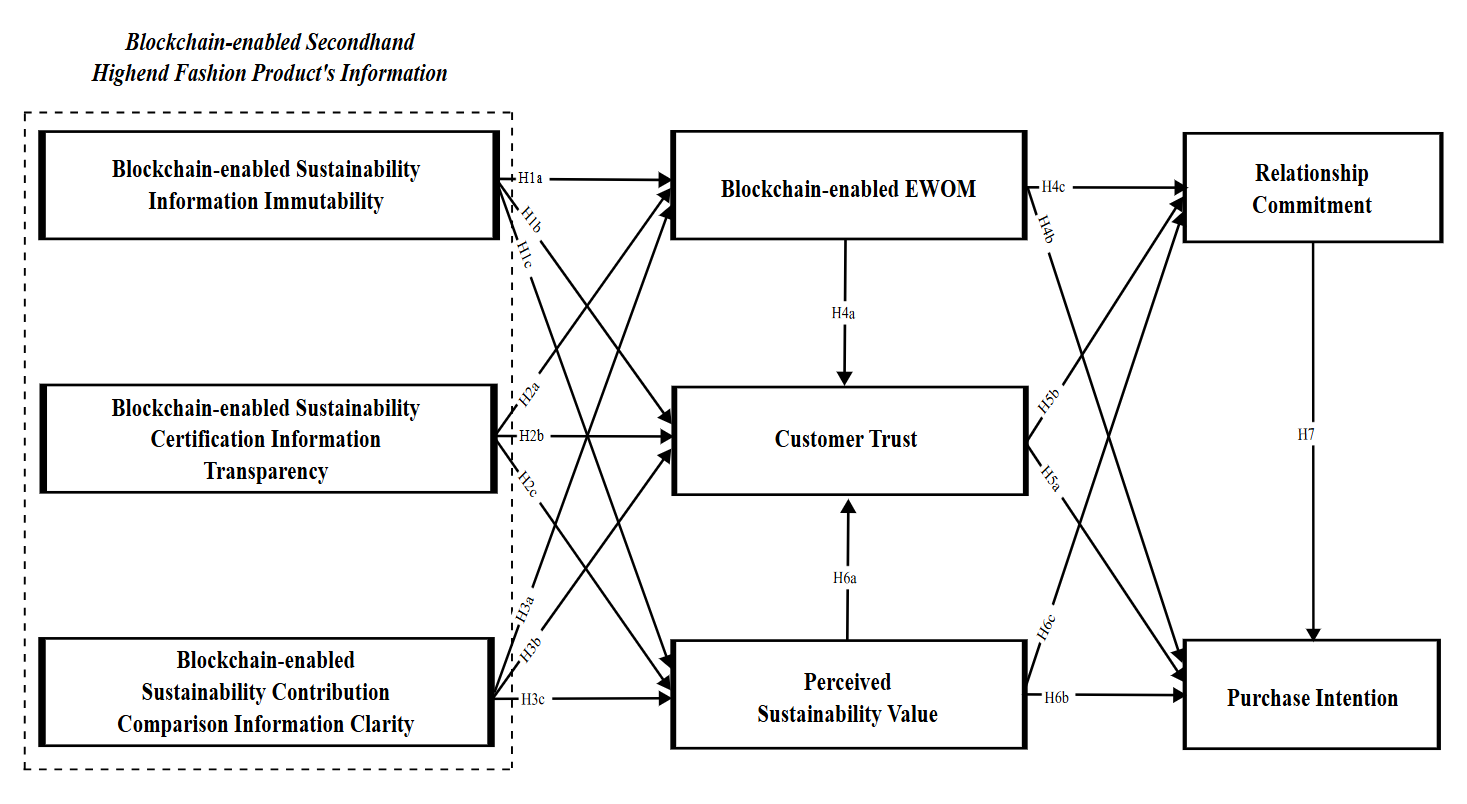 Blockchain-enabled Secondhand
Highend Fashion Product's Information
Blockchain-enabled Sustainability
Information Immutability
Blockchain-enabled EWOM
Relationship
Commitment
H1a
H1b
H1c
H4c
H4b
H4a
Blockchain-enabled Sustainability
Certification Information
Transparency
Customer Trust
H2a
H2b
H2c
H5b
H5a
H7
H6a
H3a
H3b
H3c
H6c
H6b
Blockchain-enabled
Sustainability Contribution
Comparison Information Clarity
Perceived
Sustainability Value
Purchase Intention